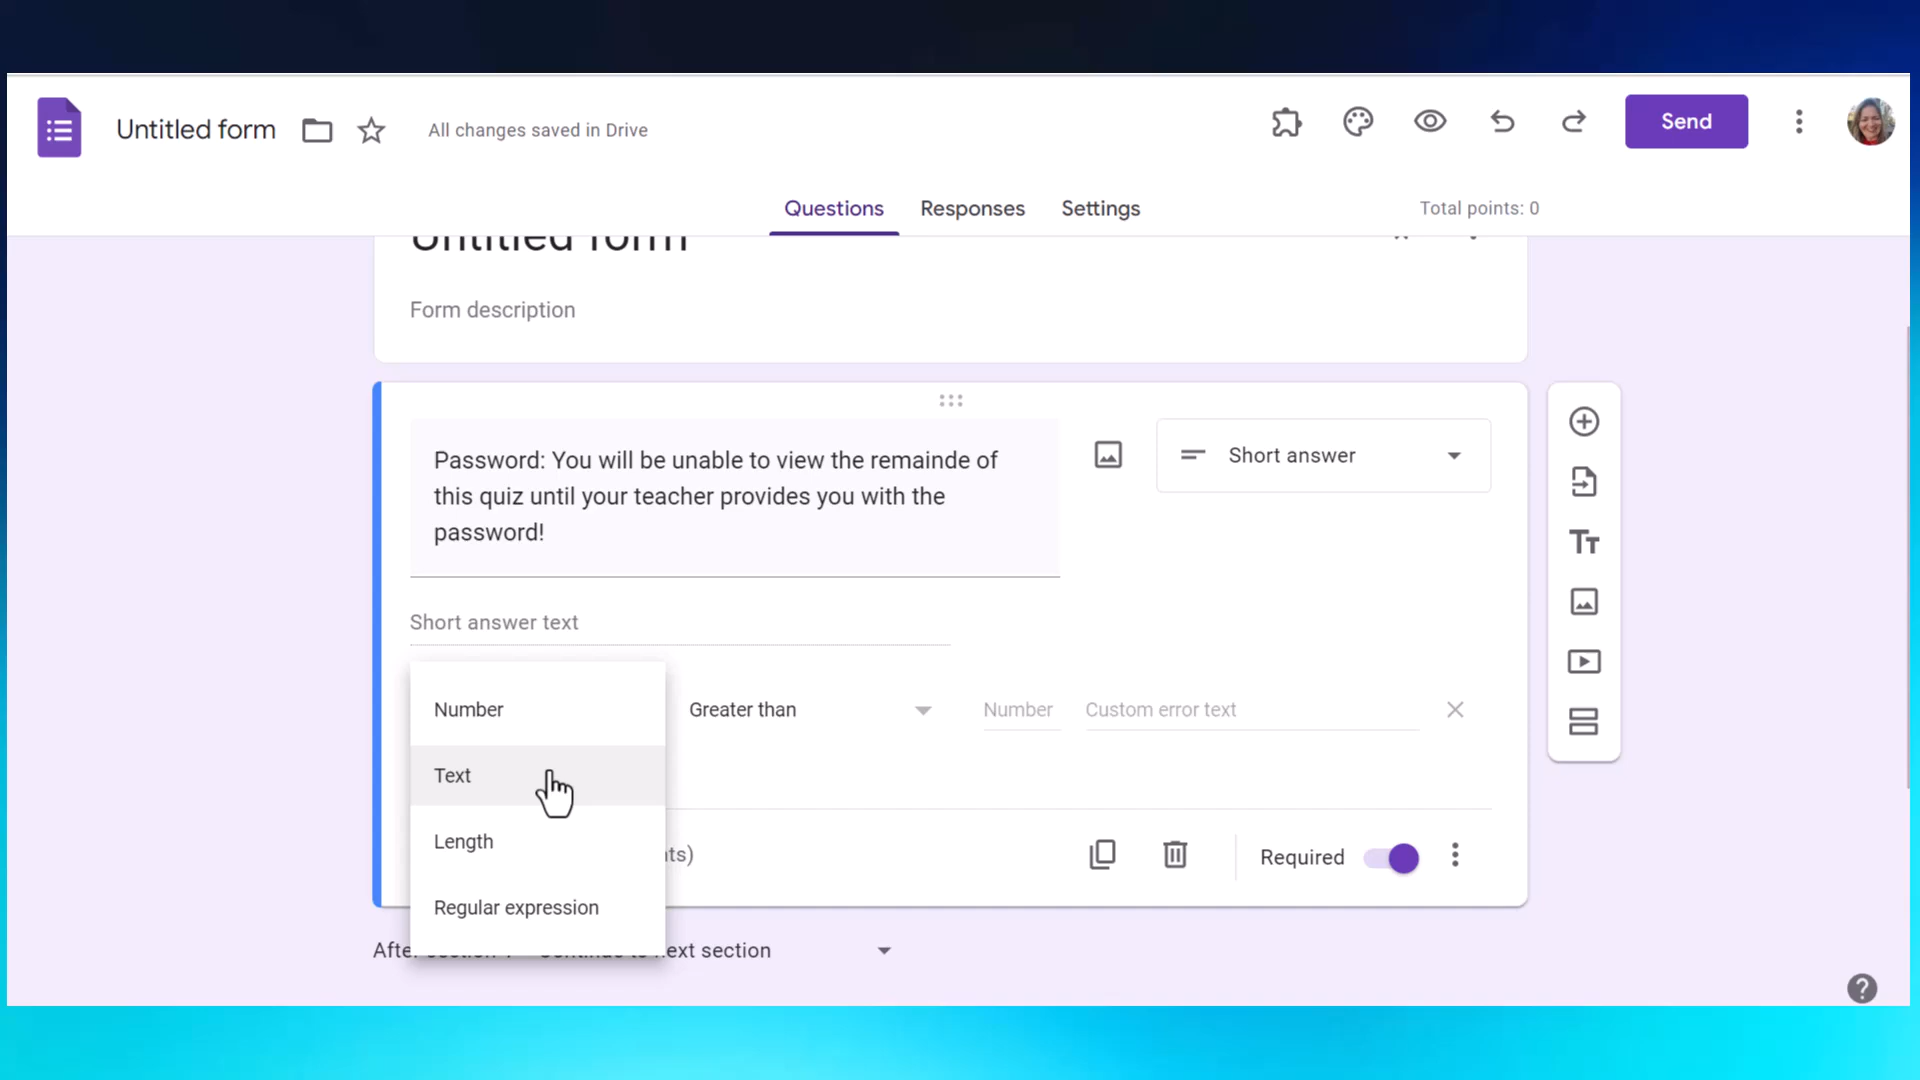 Untitled form
All changes saved in Drive
Send
Questions
Responses
Settings
Total points: 0
Untitled form
Form description
Password: You will be unable to view the remainde of
this quiz until your teacher provides you with the
password!
Short answer
Short answer text
Number
Greater than
Number
Custom error text
Text
Length
Regular expression
Required
ext section